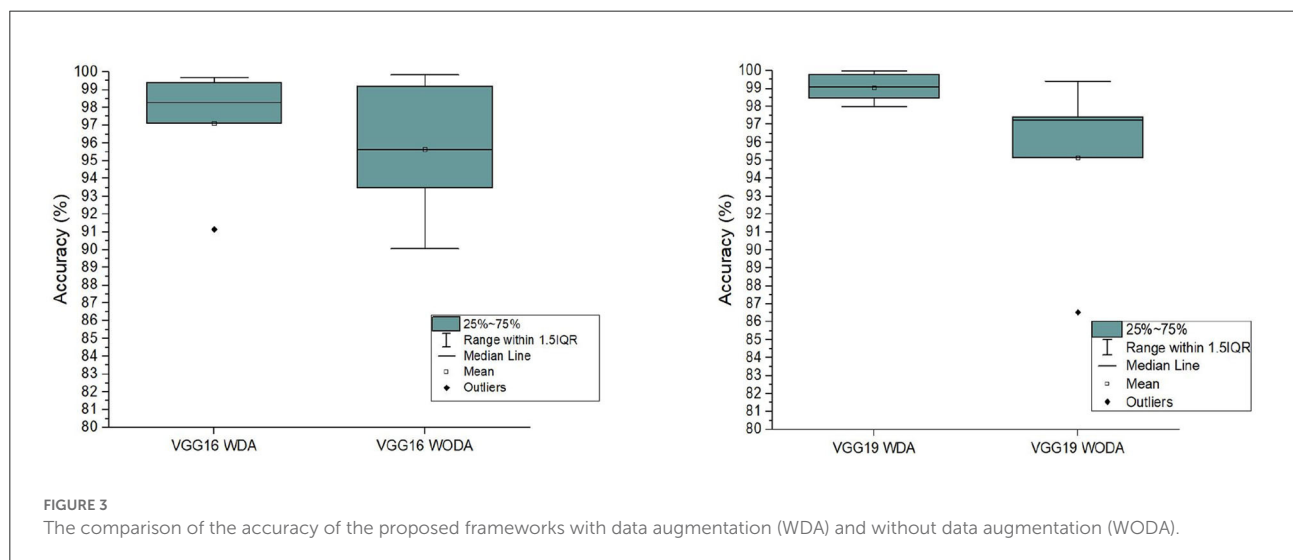 100
99
98
97
96
95
94
93
92
91
90
89
88
87
86
85
84
83
82
81
80
Accuracy (%)
25%~75%
Range within 1.5IQR
Median Line
Mean
Outliers
VGG16 WDA
VGG16 WODA
100
99
98
97
96
95
94
93
92
91
90
89
88
87
86
85
84
83
82
81
80
Accuracy (%)
25%~75%
Range within 1.5IQR
Median Line
Mean
Outliers
VGG19 WDA
VGG19 WODA
FIGURE 3
The comparison of the accuracy of the proposed frameworks with data augmentation (WDA) and without data augmentation (WODA).